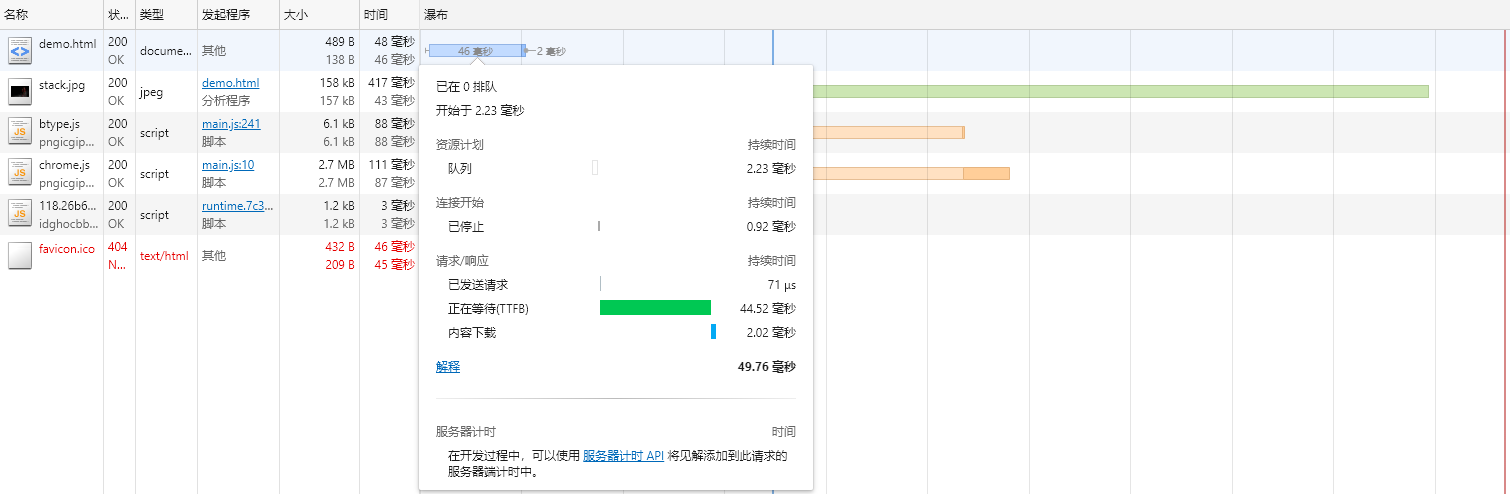 名称 状... 类型 发起程序 大小 时间 瀑布
demo.html 200 OK docume... 其他 489 B 138 B 48 毫秒 46 毫秒
46 毫秒 2 毫秒
stack.jpg 200 OK jpeg demo.html 分析程序 158 kB 157 kB 417 毫秒 43 毫秒
btype.js pngicgip... 200 OK script main.js:241 脚本 6.1 kB 6.1 kB 88 毫秒 88 毫秒
chrome.js pngicgip... 200 OK script main.js:10 脚本 2.7 MB 2.7 MB 111 毫秒 87 毫秒
118.26b6... idghocbb... 200 OK script runtime.7c3... 脚本 1.2 kB 1.2 kB 3 毫秒 3 毫秒
favicon.ico 404 N... text/html 其他 432 B 209 B 46 毫秒 45 毫秒
已在 0 排队
开始于 2.23 毫秒
资源计划 持续时间
队列 2.23 毫秒
连接开始 持续时间
已停止 0.92 毫秒
请求/响应 持续时间
已发送请求 71 μs
正在等待(TTFB) 44.52 毫秒
内容下载 2.02 毫秒
解释 49.76 毫秒
服务器计时 时间
在开发过程中，可以使用 服务器计时 API 将见解添加到此请求的
服务器端计时中。